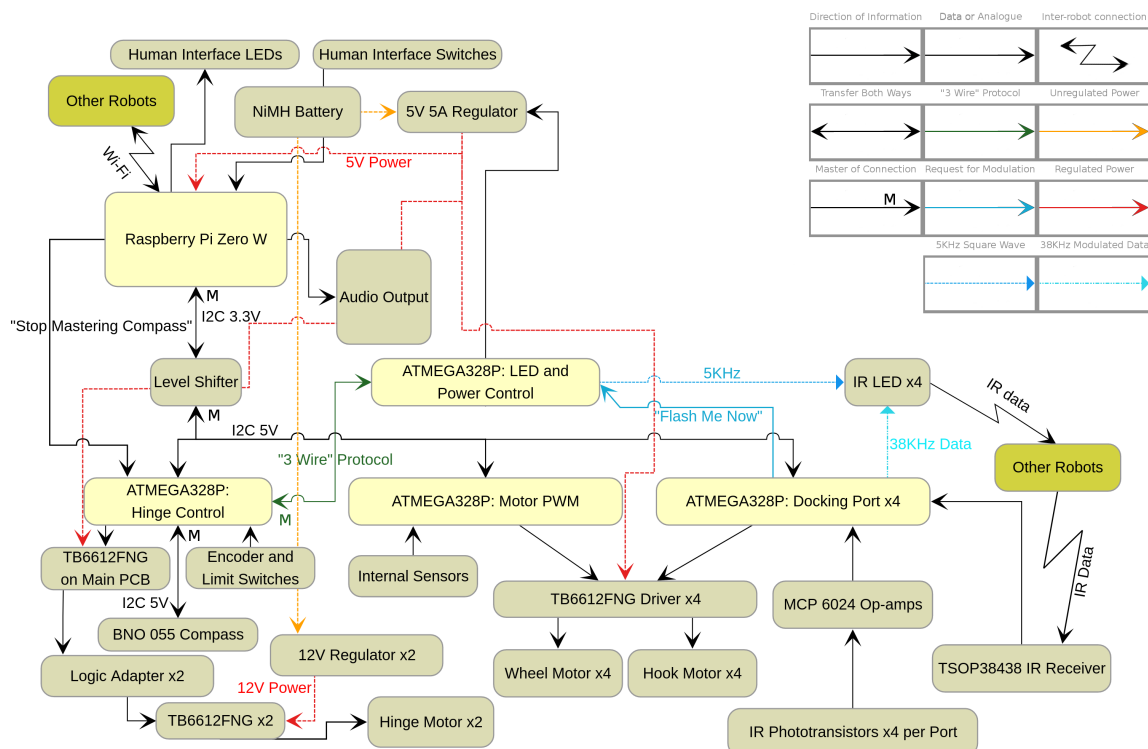 Direction of Information
Data or Analogue
Inter-robot connection
Human Interface LEDs
Human Interface Switches
Other Robots
NiMH Battery
5V 5A Regulator
Transfer Both Ways
"3 Wire" Protocol
Unregulated Power
Wi-Fi
5V Power
Master of Connection
M
Request for Modulation
Regulated Power
Raspberry Pi Zero W
5KHz Square Wave
38KHz Modulated Data
Audio Output
M
I2C 3.3V
"Stop Mastering Compass"
Level Shifter
M
ATMEGA328P: LED and
Power Control
5KHz
IR LED x4
IR data
"Flash Me Now"
I2C 5V
38KHz Data
"3 Wire" Protocol
Other Robots
ATMEGA328P:
Hinge Control
M
ATMEGA328P: Motor PWM
ATMEGA328P: Docking Port x4
M
TB6612FNG
on Main PCB
Encoder and
Limit Switches
Internal Sensors
IR Data
I2C 5V
TB6612FNG Driver x4
MCP 6024 Op-amps
BNO 055 Compass
12V Regulator x2
Logic Adapter x2
Wheel Motor x4
Hook Motor x4
TSOP38438 IR Receiver
12V Power
TB6612FNG x2
Hinge Motor x2
IR Phototransistors x4 per Port